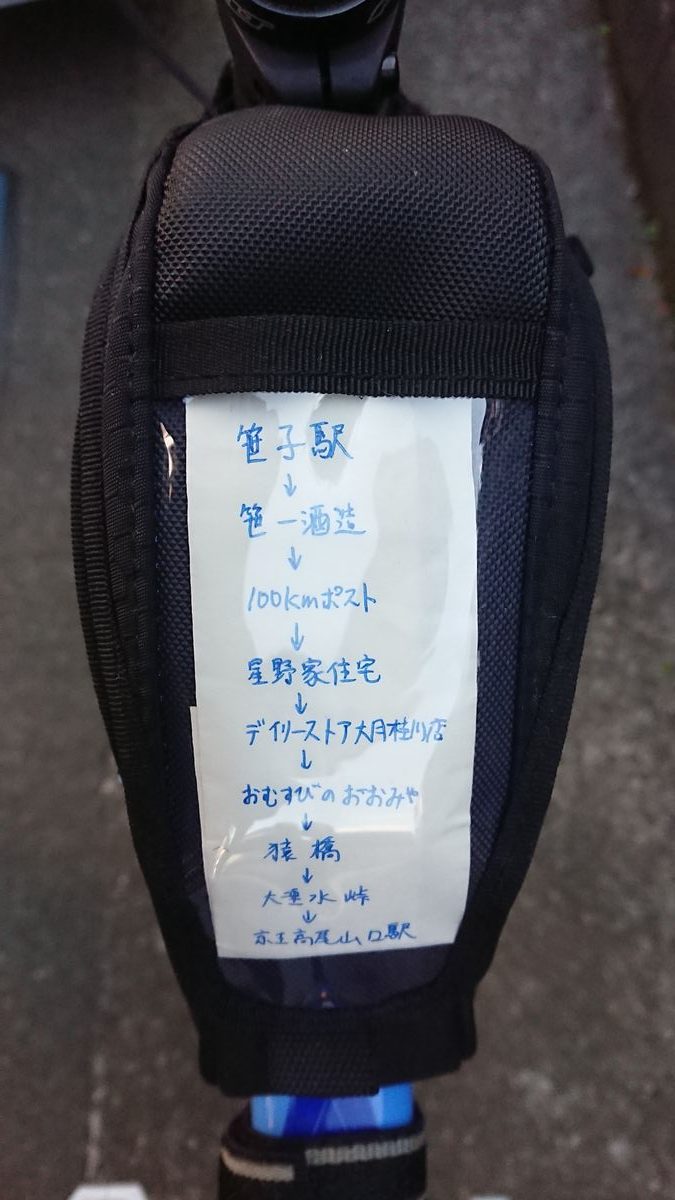 笹子駅
↓
笹一酒造
↓
100kmポスト
↓
星野家住宅
↓
デイリーストア大月桂川店
↓
おむすびのおおみや
↓
猿橋
↓
大垂水峠
↓
京王高尾山口駅